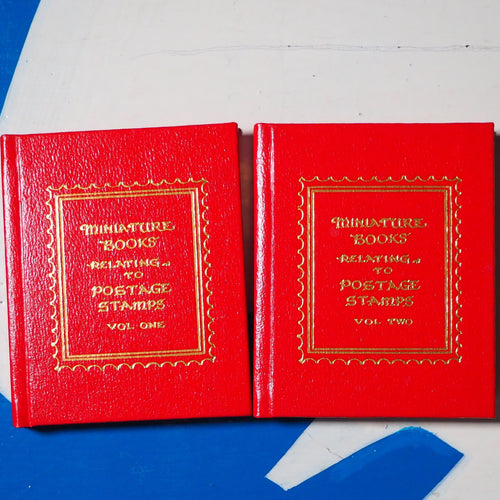 MINIATURE
"BOOKS"
RELATING
TO
POSTAGE
STAMPS
VOL ONE
MINIATURE
"BOOKS"
RELATING
TO
POSTAGE
STAMPS
VOL TWO